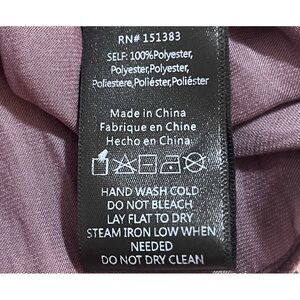 RN# 151383
SELF: 100%Polyester,
Polyester,Polyester,
Poliestere,Poliéster,Poliéster
Made in China
Fabrique en Chine
Hecho en China
HAND WASH COLD
DO NOT BLEACH
LAY FLAT TO DRY
STEAM IRON LOW WHEN
NEEDED
DO NOT DRY CLEAN